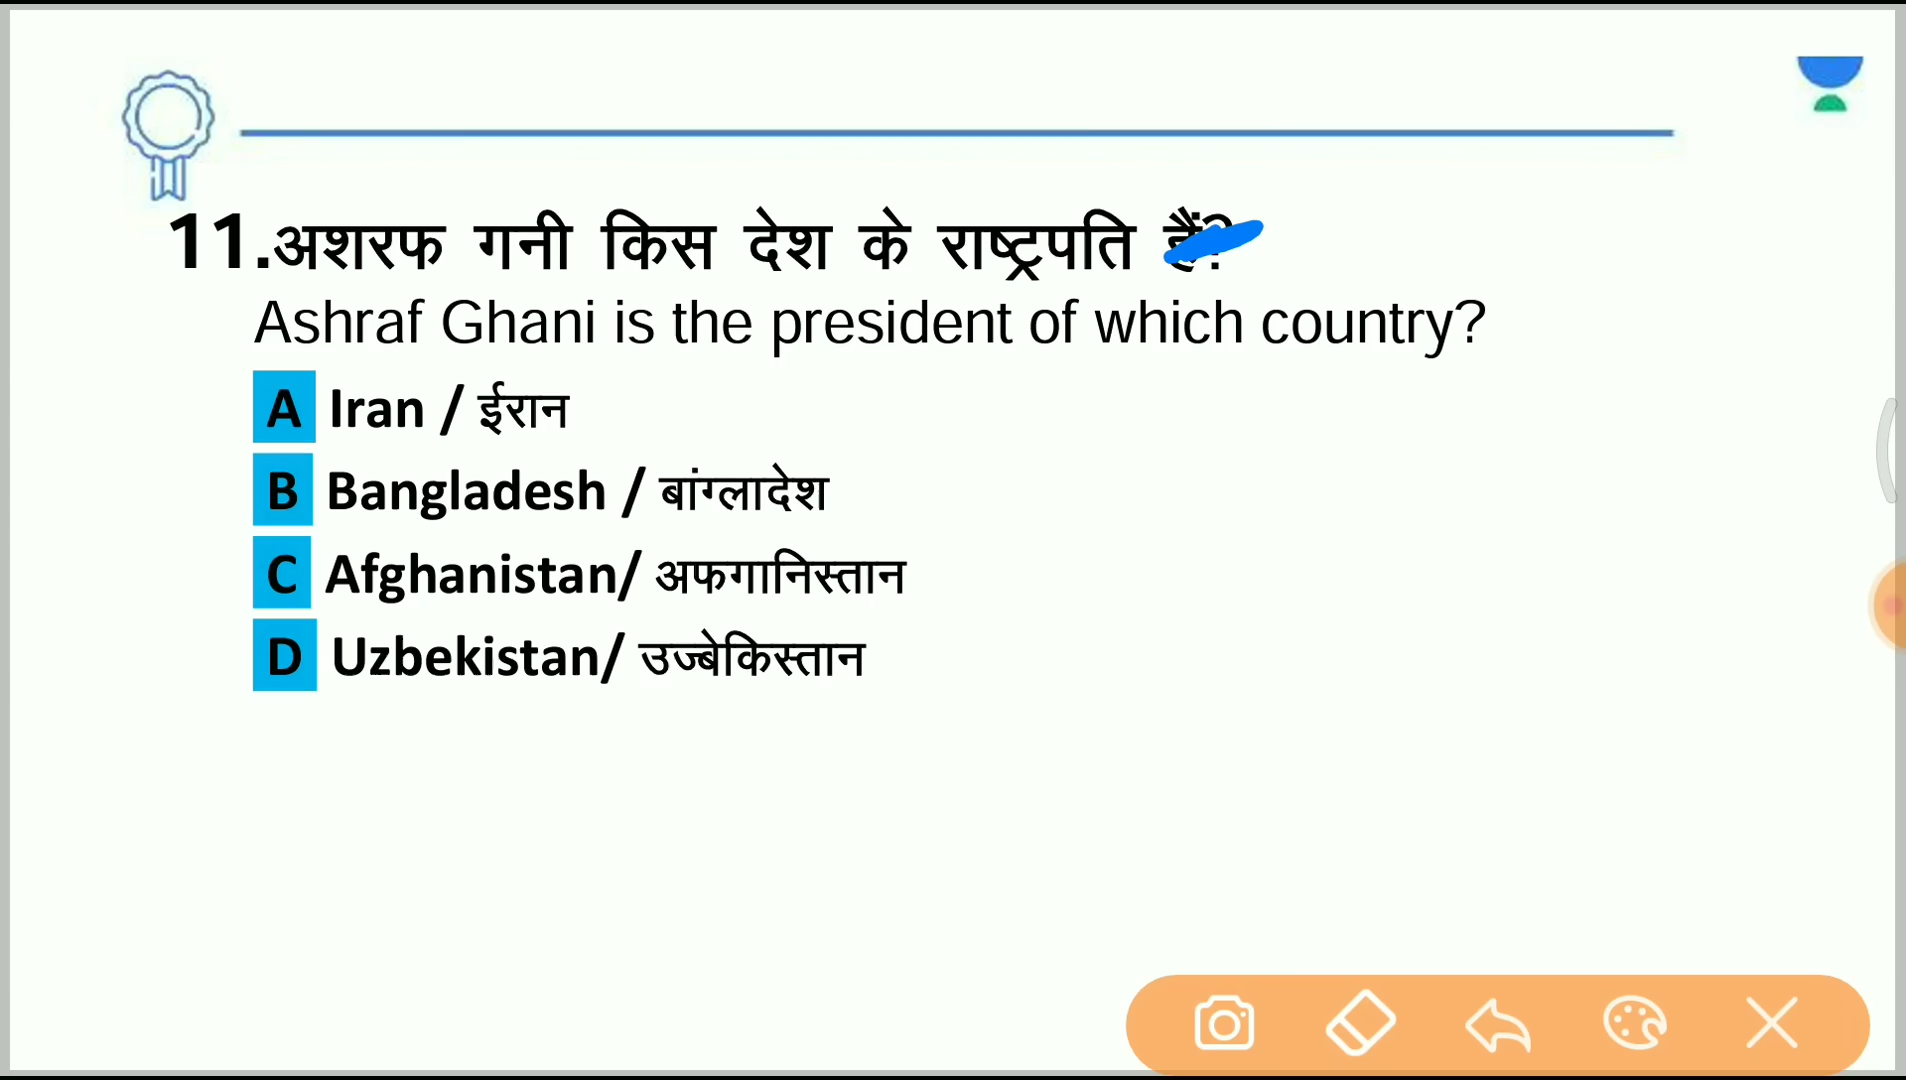 11.अशरफ गनी किस देश के राष्ट्रपति हैं?
Ashraf Ghani is the president of which country?
A Iran / ईरान
B Bangladesh / बांग्लादेश
C Afghanistan/ अफगानिस्तान
D Uzbekistan/ उज्बेकिस्तान